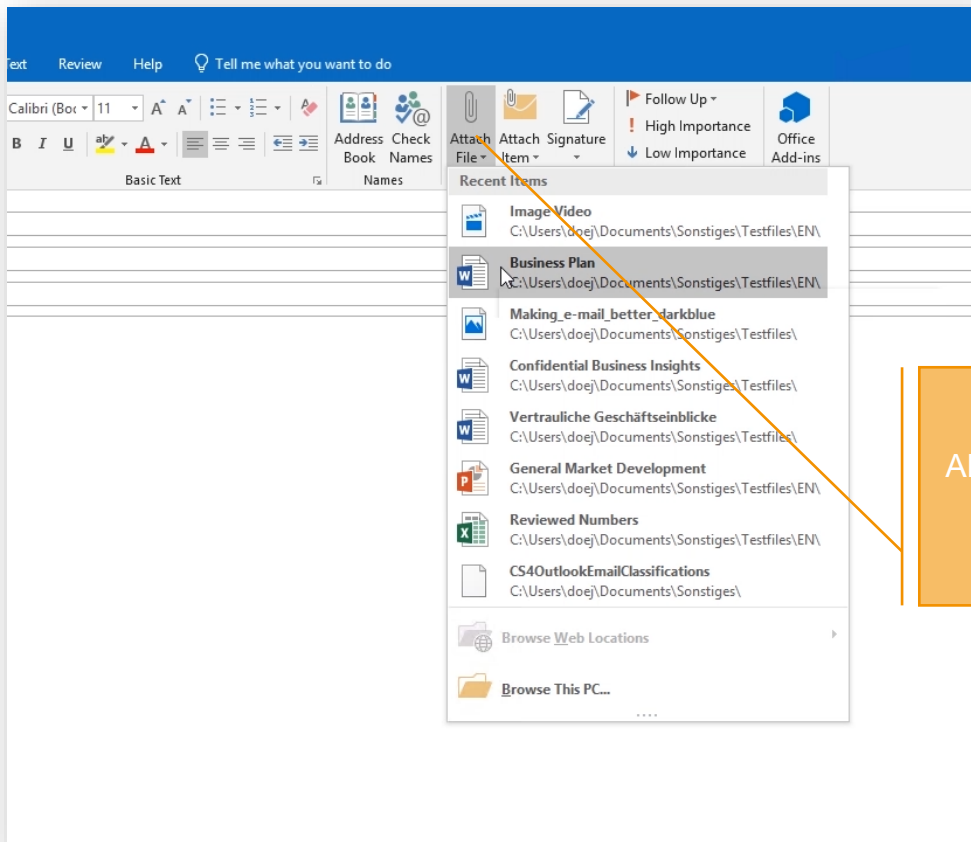 Review Help Tell me what you want to do
Calibri (Boc 11 A A
Address Check Attach Attach Signature Follow Up
B I U aby A Book Names File Item High Importance Office
Low Importance Add-ins
Basic Text Names
Recent Items
Image Video
C:\Users\doej\Documents\Sonstiges\Testfiles\EN\
Business Plan
C:\Users\doej\Documents\Sonstiges\Testfiles\EN\
Making_e-mail_better_darkblue
C:\Users\doej\Documents\Sonstiges\Testfiles\
Confidential Business Insights
C:\Users\doej\Documents\Sonstiges\Testfiles\
Vertrauliche Geschäftseinblicke
C:\Users\doej\Documents\Sonstiges\Testfiles\
General Market Development
C:\Users\doej\Documents\Sonstiges\Testfiles\EN\
Reviewed Numbers
C:\Users\doej\Documents\Sonstiges\Testfiles\EN\
CS4OutlookEmailClassifications
C:\Users\doej\Documents\Sonstiges\
Browse Web Locations
Browse This PC...